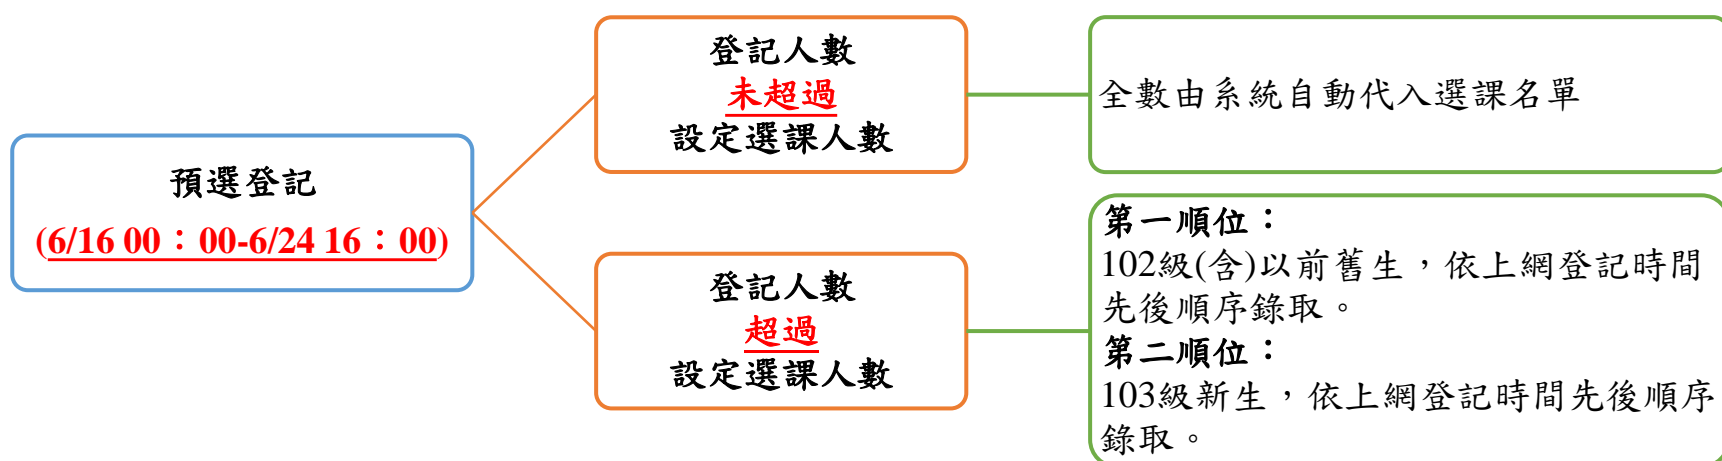 預選登記
(6/16 00：00-6/24 16：00)
登記人數
未超過
設定選課人數
全數由系統自動代入選課名單
登記人數
超過
設定選課人數
第一順位：
102級(含)以前舊生，依上網登記時間
先後順序錄取。
第二順位：
103級新生，依上網登記時間先後順序
錄取。